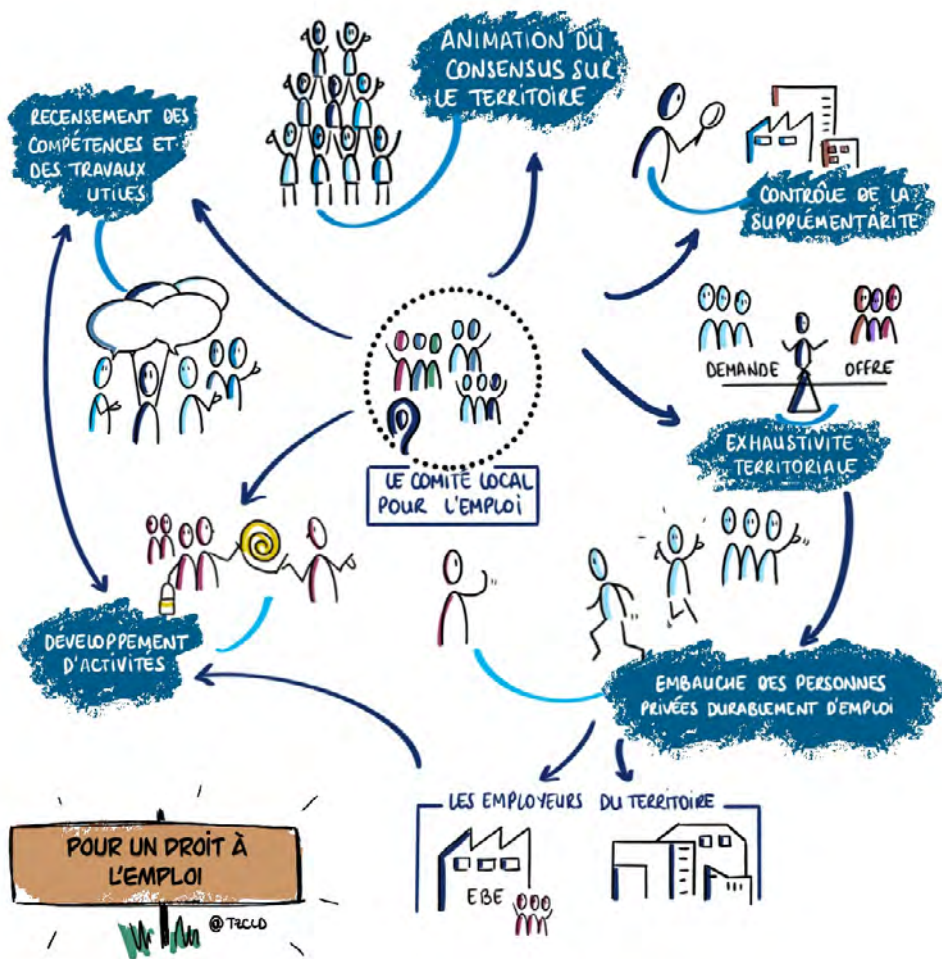 ANIMATION DU
CONSENSUS SUR
LE TERRITOIRE
RECENSEMENT DES
COMPÉTENCES ET
DES TRAVAUX
UTILES
CONTRÔLE DE LA
SUPPLÉMENTÀRITE
DEMANDE
OFFRE
EXHAUSTIVITE
TERRITORIALE
LE COMITÉ LOCAL
POUR L'EMPLOI
DÉVELOPPEMENT
D'ACTIVITÉS
EMBAUCHE DES PERSONNES
PRIVÉES DURABLEMENT D'EMPLOI
LES EMPLOYEURS DU TERRITOIRE
EBE
POUR UN DROIT À
L'EMPLOI
@TZCLD